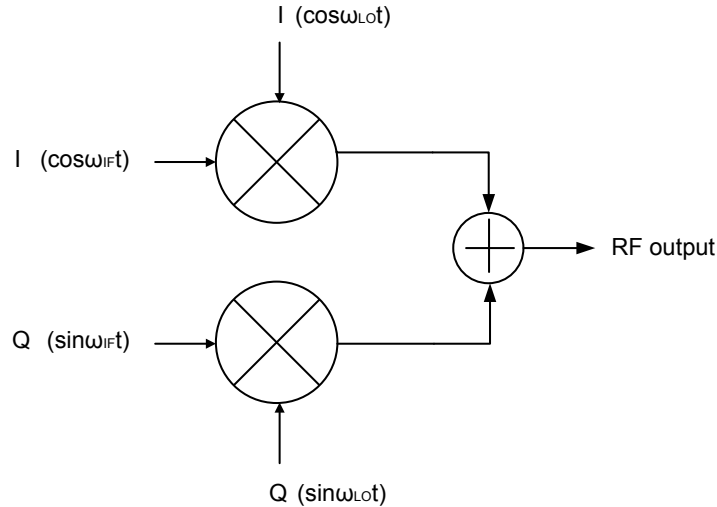 I (cosωLOt)
I (cosωIFt)
RF output
Q (sinωIFt)
Q (sinωLOt)